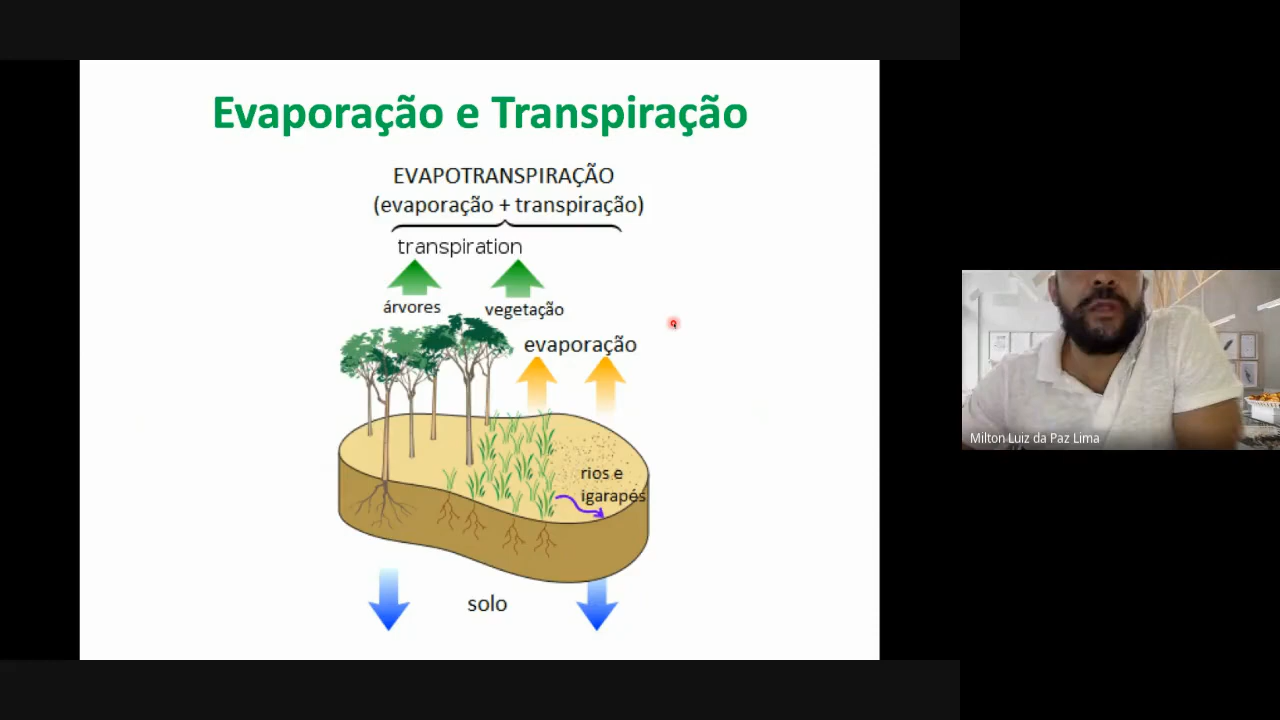 Evaporação e Transpiração
EVAPOTRANSPIRAÇÃO
(evaporação + transpiração)
transpiration
árvores
vegetação
evaporação
rios e
igarapés
solo
Milton Luiz da Paz Lima